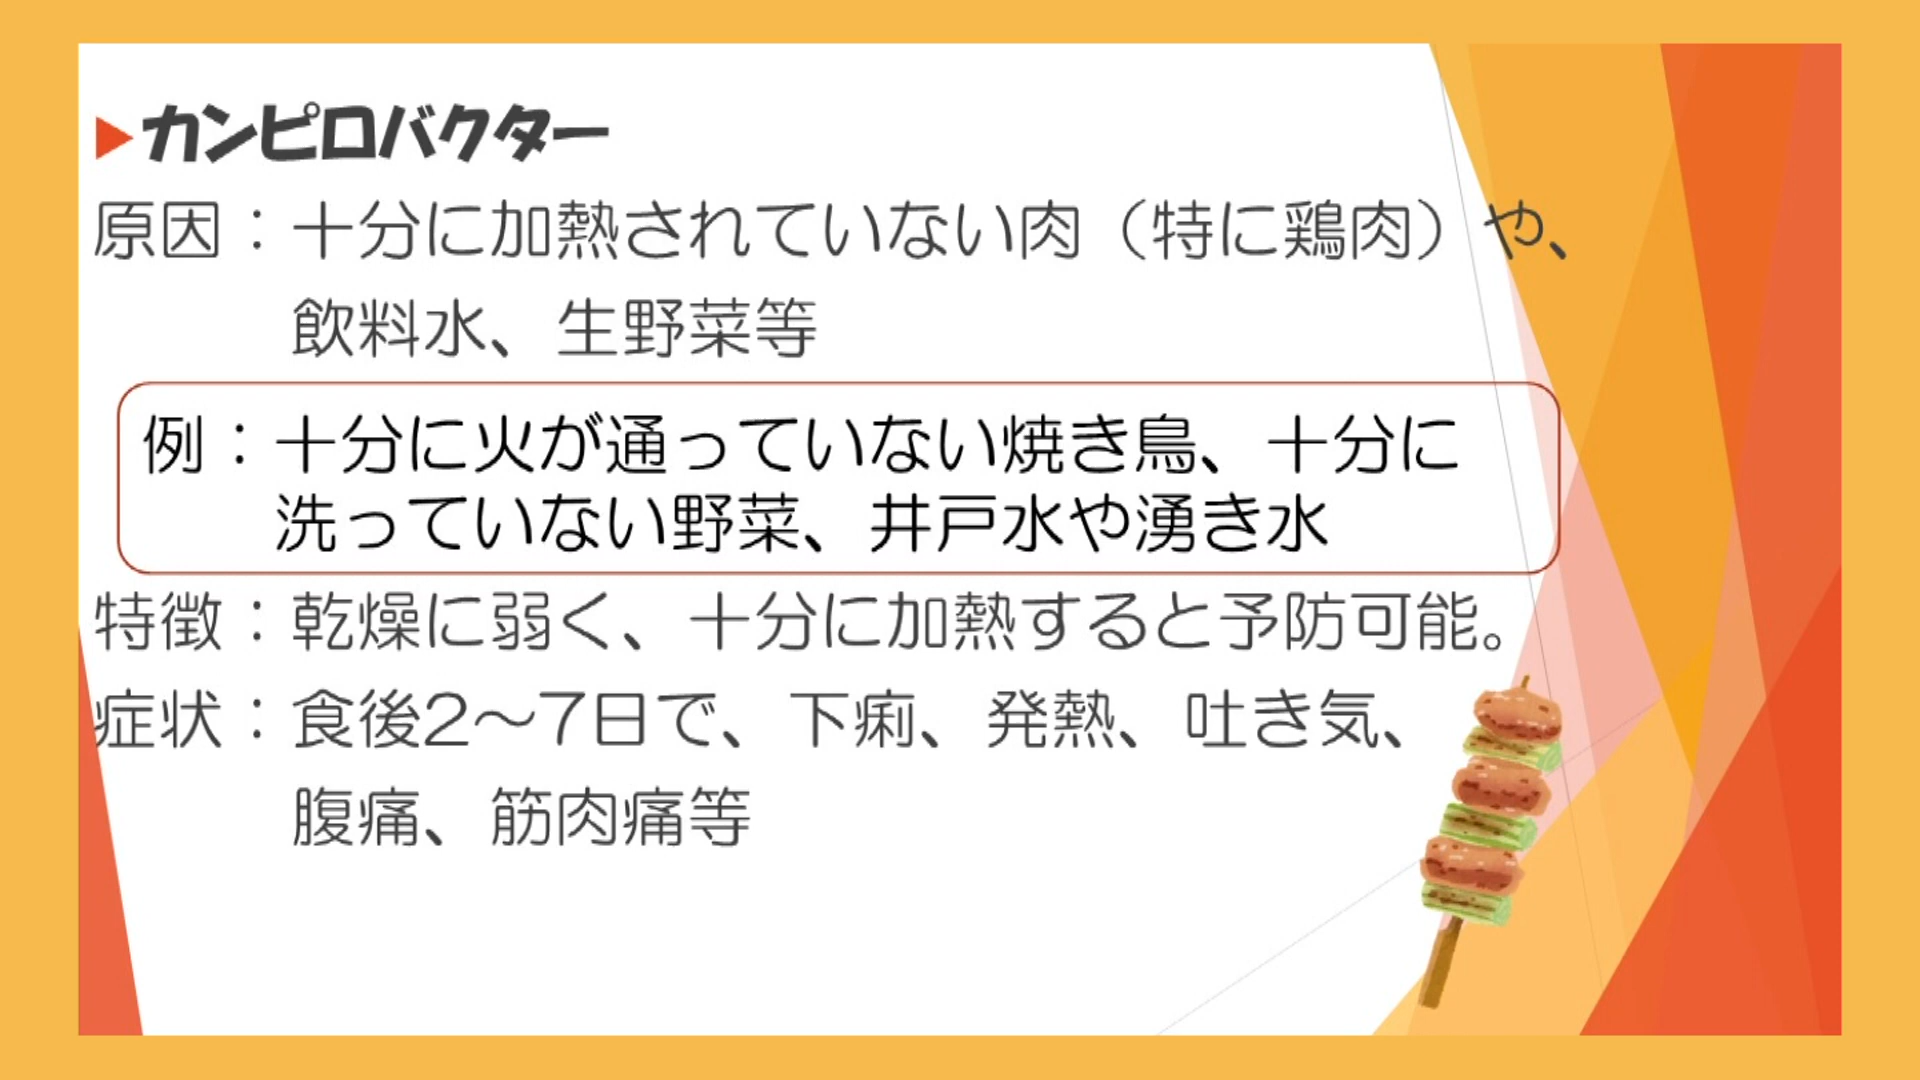 ▶カンピロバクター
原因：十分に加熱されていない肉（特に鶏肉）や、
飲料水、生野菜等
例：十分に火が通っていない焼き鳥、十分に
洗っていない野菜、井戸水や湧き水
特徴：乾燥に弱く、十分に加熱すると予防可能。
症状：食後2～7日で、下痢、発熱、吐き気、
腹痛、筋肉痛等